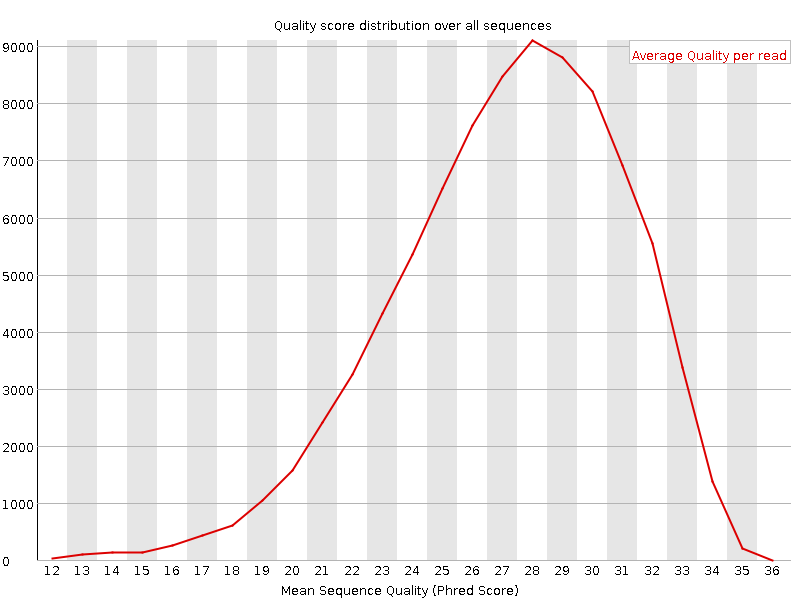 Quality score distribution over all sequences
Average Quality per read
9000
8000
7000
6000
5000
4000
3000
2000
1000
0
12 13 14 15 16 17 18 19 20 21 22 23 24 25 26 27 28 29 30 31 32 33 34 35 36
Mean Sequence Quality (Phred Score)